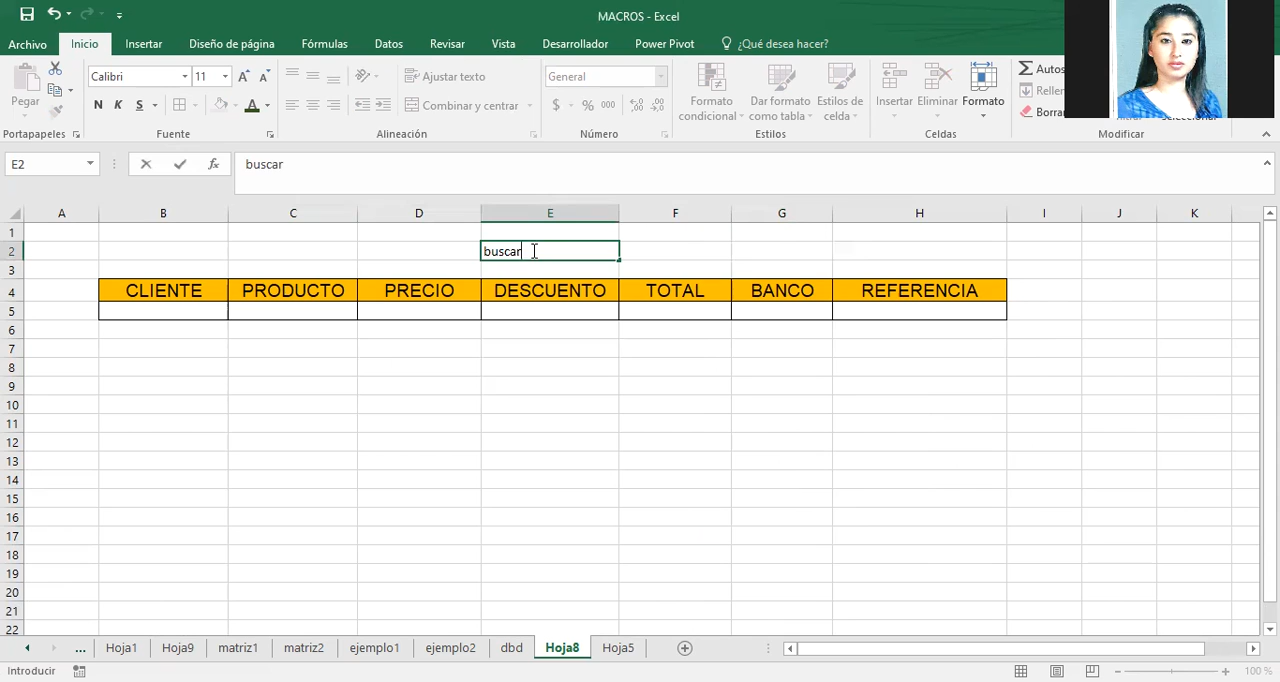 MACROS - Excel
Archivo Inicio Insertar Diseño de página Fórmulas Datos Revisar Vista Desarrollador Power Pivot ¿Qué desea hacer?
Pegar Calibri 11 Ajustar texto General Formato condicional Dar formato como tabla Estilos de celda Insertar Eliminar Formato Autos
N K S Combinar y centrar $ % 000 Rellen
Borra
Portapapeles Fuente Alineación Número Estilos Celdas Modificar
E2 fx buscar
A B C D E F G H I J K
1
2 buscar
3
4 CLIENTE PRODUCTO PRECIO DESCUENTO TOTAL BANCO REFERENCIA
5
6
7
8
9
10
11
12
13
14
15
16
17
18
19
20
21
22
... Hoja1 Hoja9 matriz1 matriz2 ejemplo1 ejemplo2 dbd Hoja8 Hoja5
Introducir 100 %